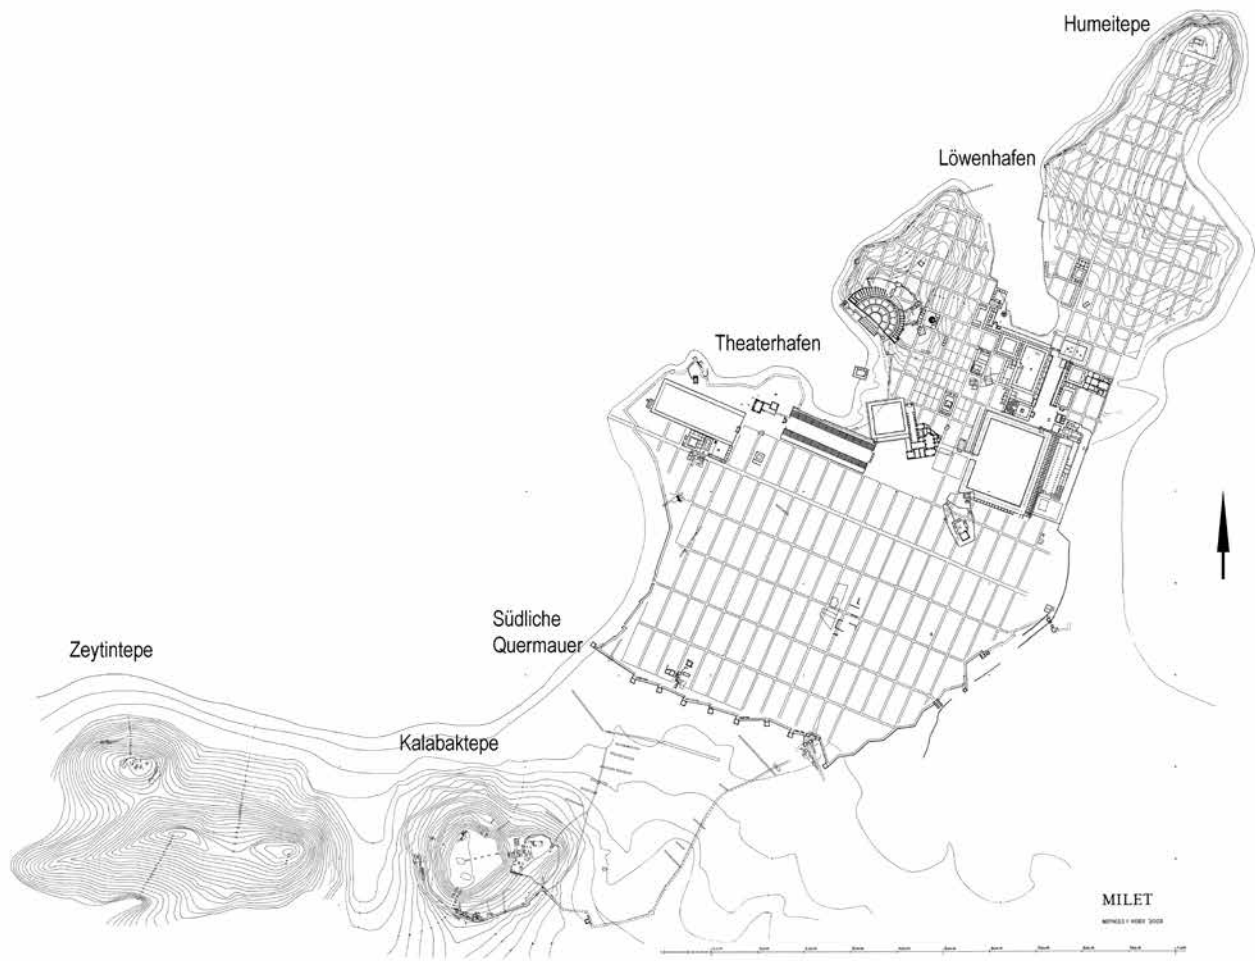 Humeitepe
Löwenhafen
Theaterhafen
Südliche
Quermauer
Zeytintepe
Kalabaktepe
MILET